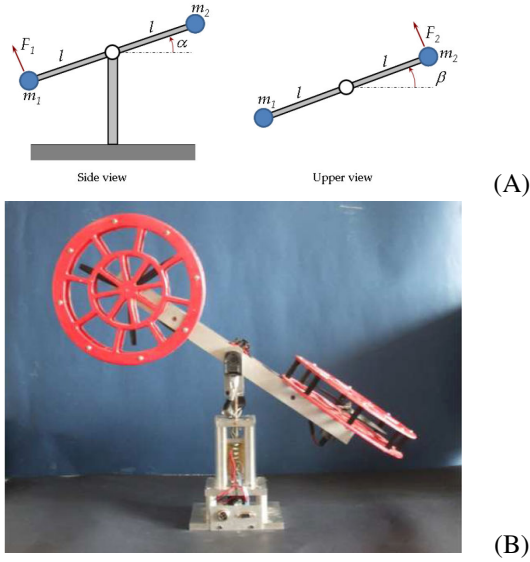 m₂
F₁
l
l
α
m₁
F₂
l
m₂
l
β
m₁
Side view
Upper view
(A)
(B)